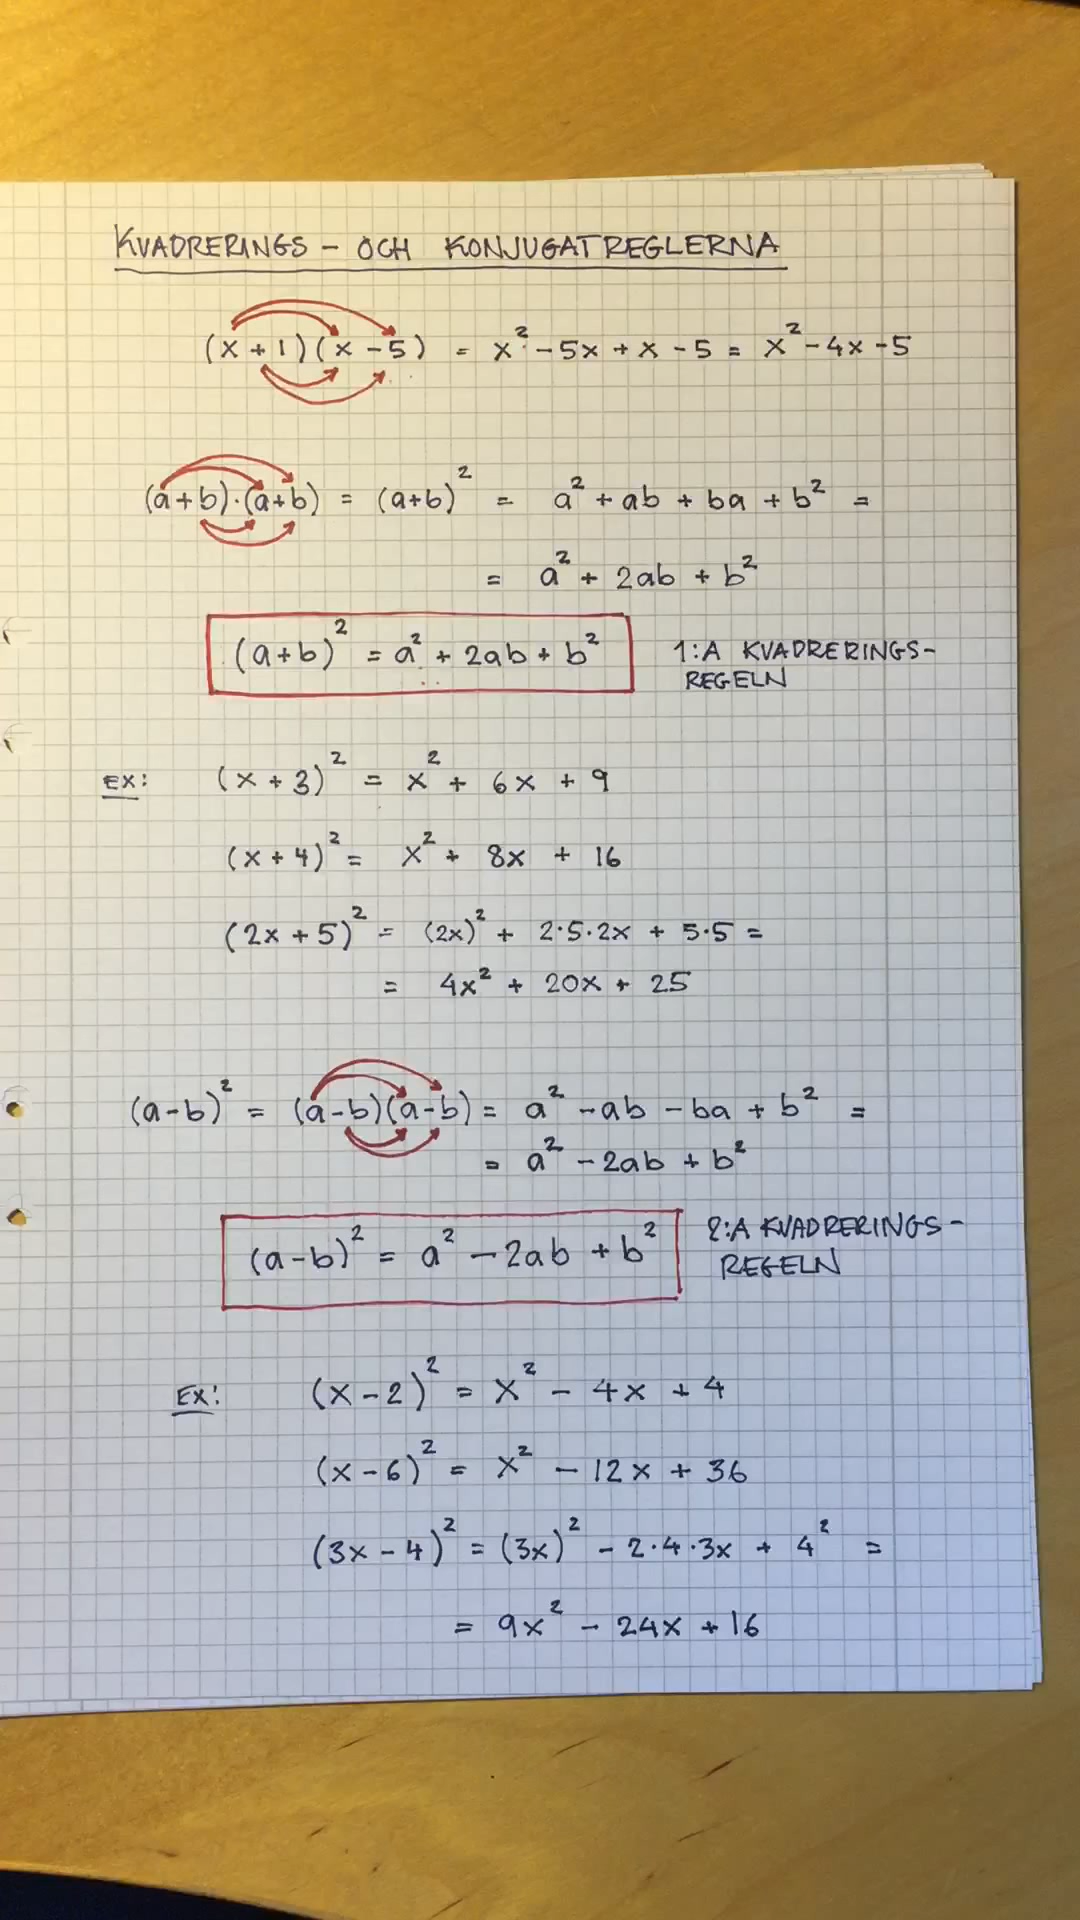 KVADRERINGS - OCH KONJUGATREGLERNA
(x + 1)(x - 5) = x² - 5x + x - 5 = x² - 4x - 5
(a + b)·(a + b) = (a+b)² = a² + ab + ba + b² =
= a² + 2ab + b²
(a + b)² = a² + 2ab + b² 1:A KVADRERINGS-
REGELN
EX: (x + 3)² = x² + 6x + 9
(x + 4)² = x² + 8x + 16
(2x + 5)² = (2x)² + 2·5·2x + 5·5 =
= 4x² + 20x + 25
(a - b)² = (a - b)(a - b) = a² - ab - ba + b² =
= a² - 2ab + b²
(a - b)² = a² - 2ab + b² 2:A KVADRERINGS-
REGELN
EX: (x - 2)² = x² - 4x + 4
(x - 6)² = x² - 12x + 36
(3x - 4)² = (3x)² - 2·4·3x + 4² =
= 9x² - 24x + 16